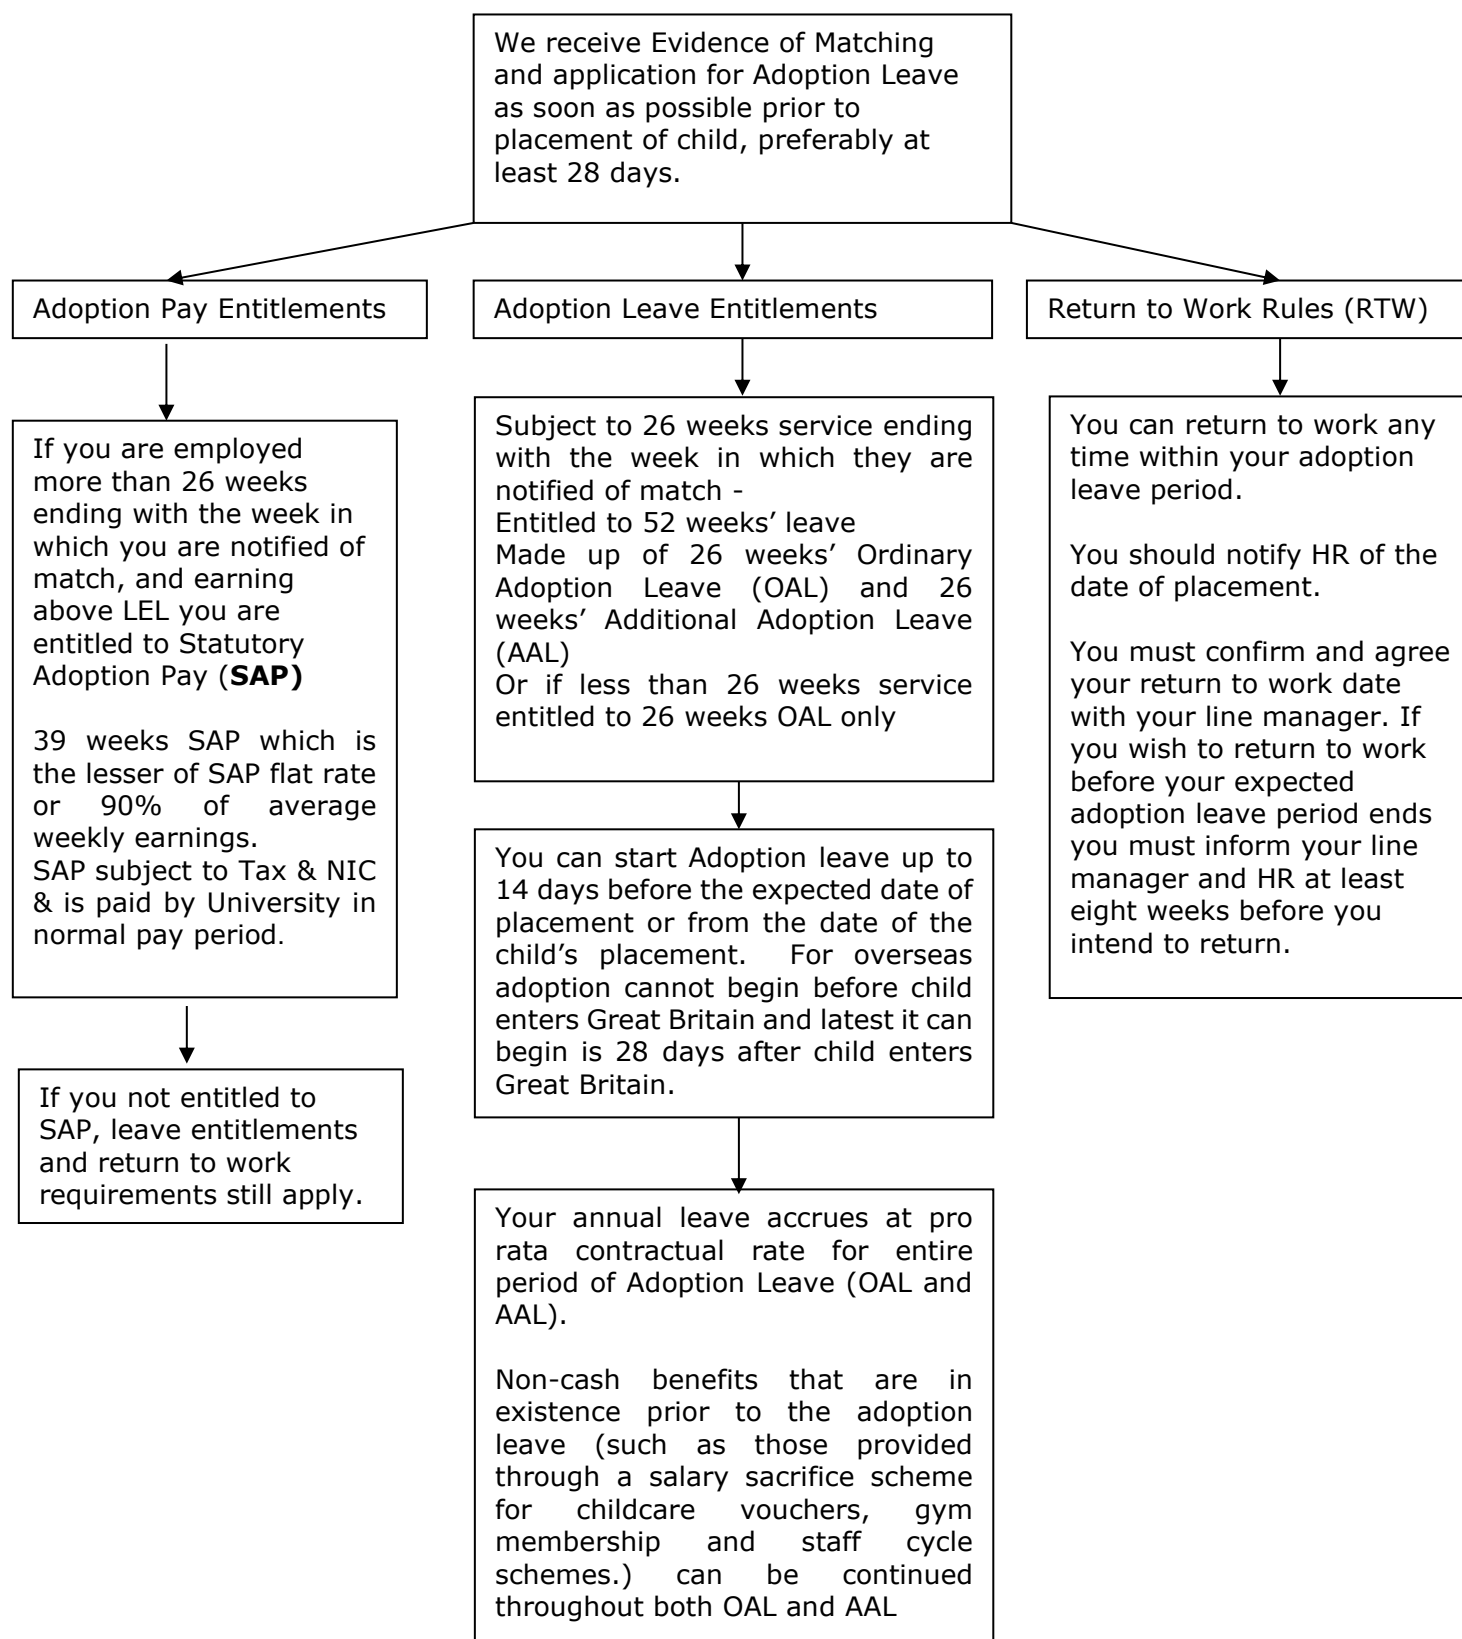 We receive Evidence of Matching
and application for Adoption Leave
as soon as possible prior to
placement of child, preferably at
least 28 days.
Adoption Pay Entitlements
If you are employed
more than 26 weeks
ending with the week in
which you are notified of
match, and earning
above LEL you are
entitled to Statutory
Adoption Pay (SAP)
39 weeks SAP which is
the lesser of SAP flat rate
or 90% of average
weekly earnings.
SAP subject to Tax & NIC
& is paid by University in
normal pay period.
If you not entitled to
SAP, leave entitlements
and return to work
requirements still apply.
Adoption Leave Entitlements
Subject to 26 weeks service ending
with the week in which they are
notified of match -
Entitled to 52 weeks’ leave
Made up of 26 weeks’ Ordinary
Adoption Leave (OAL) and 26
weeks’ Additional Adoption Leave
(AAL)
Or if less than 26 weeks service
entitled to 26 weeks OAL only
You can start Adoption leave up to
14 days before the expected date of
placement or from the date of the
child’s placement. For overseas
adoption cannot begin before child
enters Great Britain and latest it can
begin is 28 days after child enters
Great Britain.
Your annual leave accrues at pro
rata contractual rate for entire
period of Adoption Leave (OAL and
AAL).
Non-cash benefits that are in
existence prior to the adoption
leave (such as those provided
through a salary sacrifice scheme
for childcare vouchers, gym
membership and staff cycle
schemes.) can be continued
throughout both OAL and AAL
Return to Work Rules (RTW)
You can return to work any
time within your adoption
leave period.
You should notify HR of the
date of placement.
You must confirm and agree
your return to work date
with your line manager. If
you wish to return to work
before your expected
adoption leave period ends
you must inform your line
manager and HR at least
eight weeks before you
intend to return.